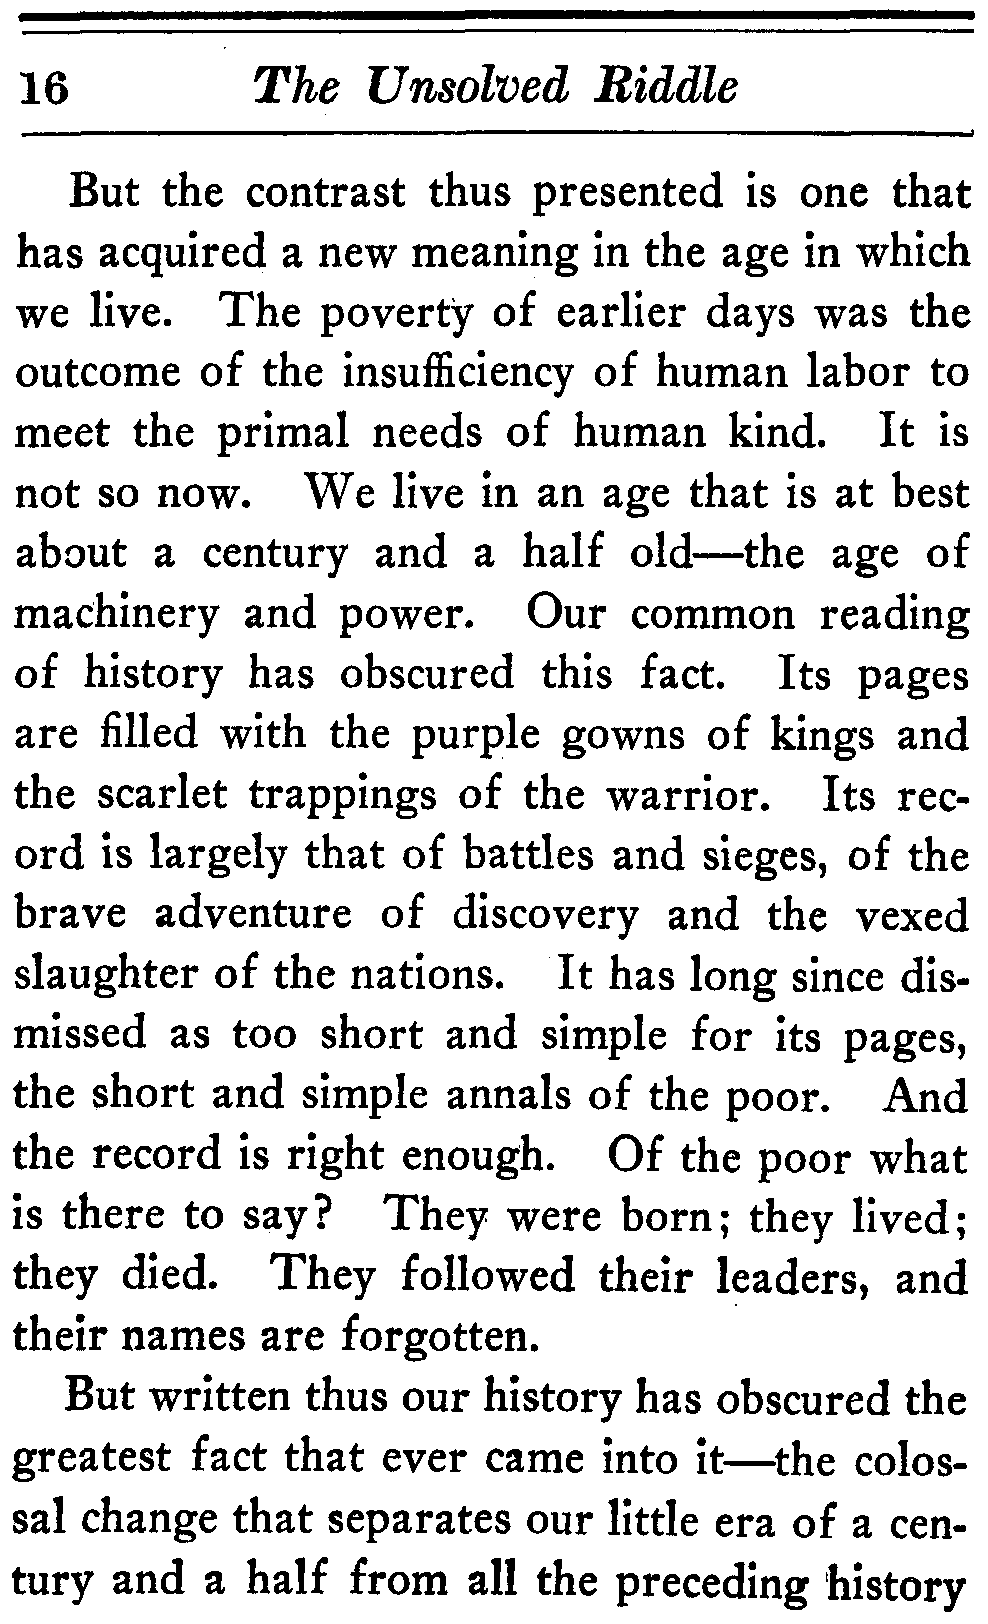 16 The Unsolved Riddle
But the contrast thus presented is one that
has acquired a new meaning in the age in which
we live. The poverty of earlier days was the
outcome of the insufficiency of human labor to
meet the primal needs of human kind. It is
not so now. We live in an age that is at best
about a century and a half old—the age of
machinery and power. Our common reading
of history has obscured this fact. Its pages
are filled with the purple gowns of kings and
the scarlet trappings of the warrior. Its rec-
ord is largely that of battles and sieges, of the
brave adventure of discovery and the vexed
slaughter of the nations. It has long since dis-
missed as too short and simple for its pages,
the short and simple annals of the poor. And
the record is right enough. Of the poor what
is there to say? They were born; they lived;
they died. They followed their leaders, and
their names are forgotten.
But written thus our history has obscured the
greatest fact that ever came into it—the colos-
sal change that separates our little era of a cen-
tury and a half from all the preceding history